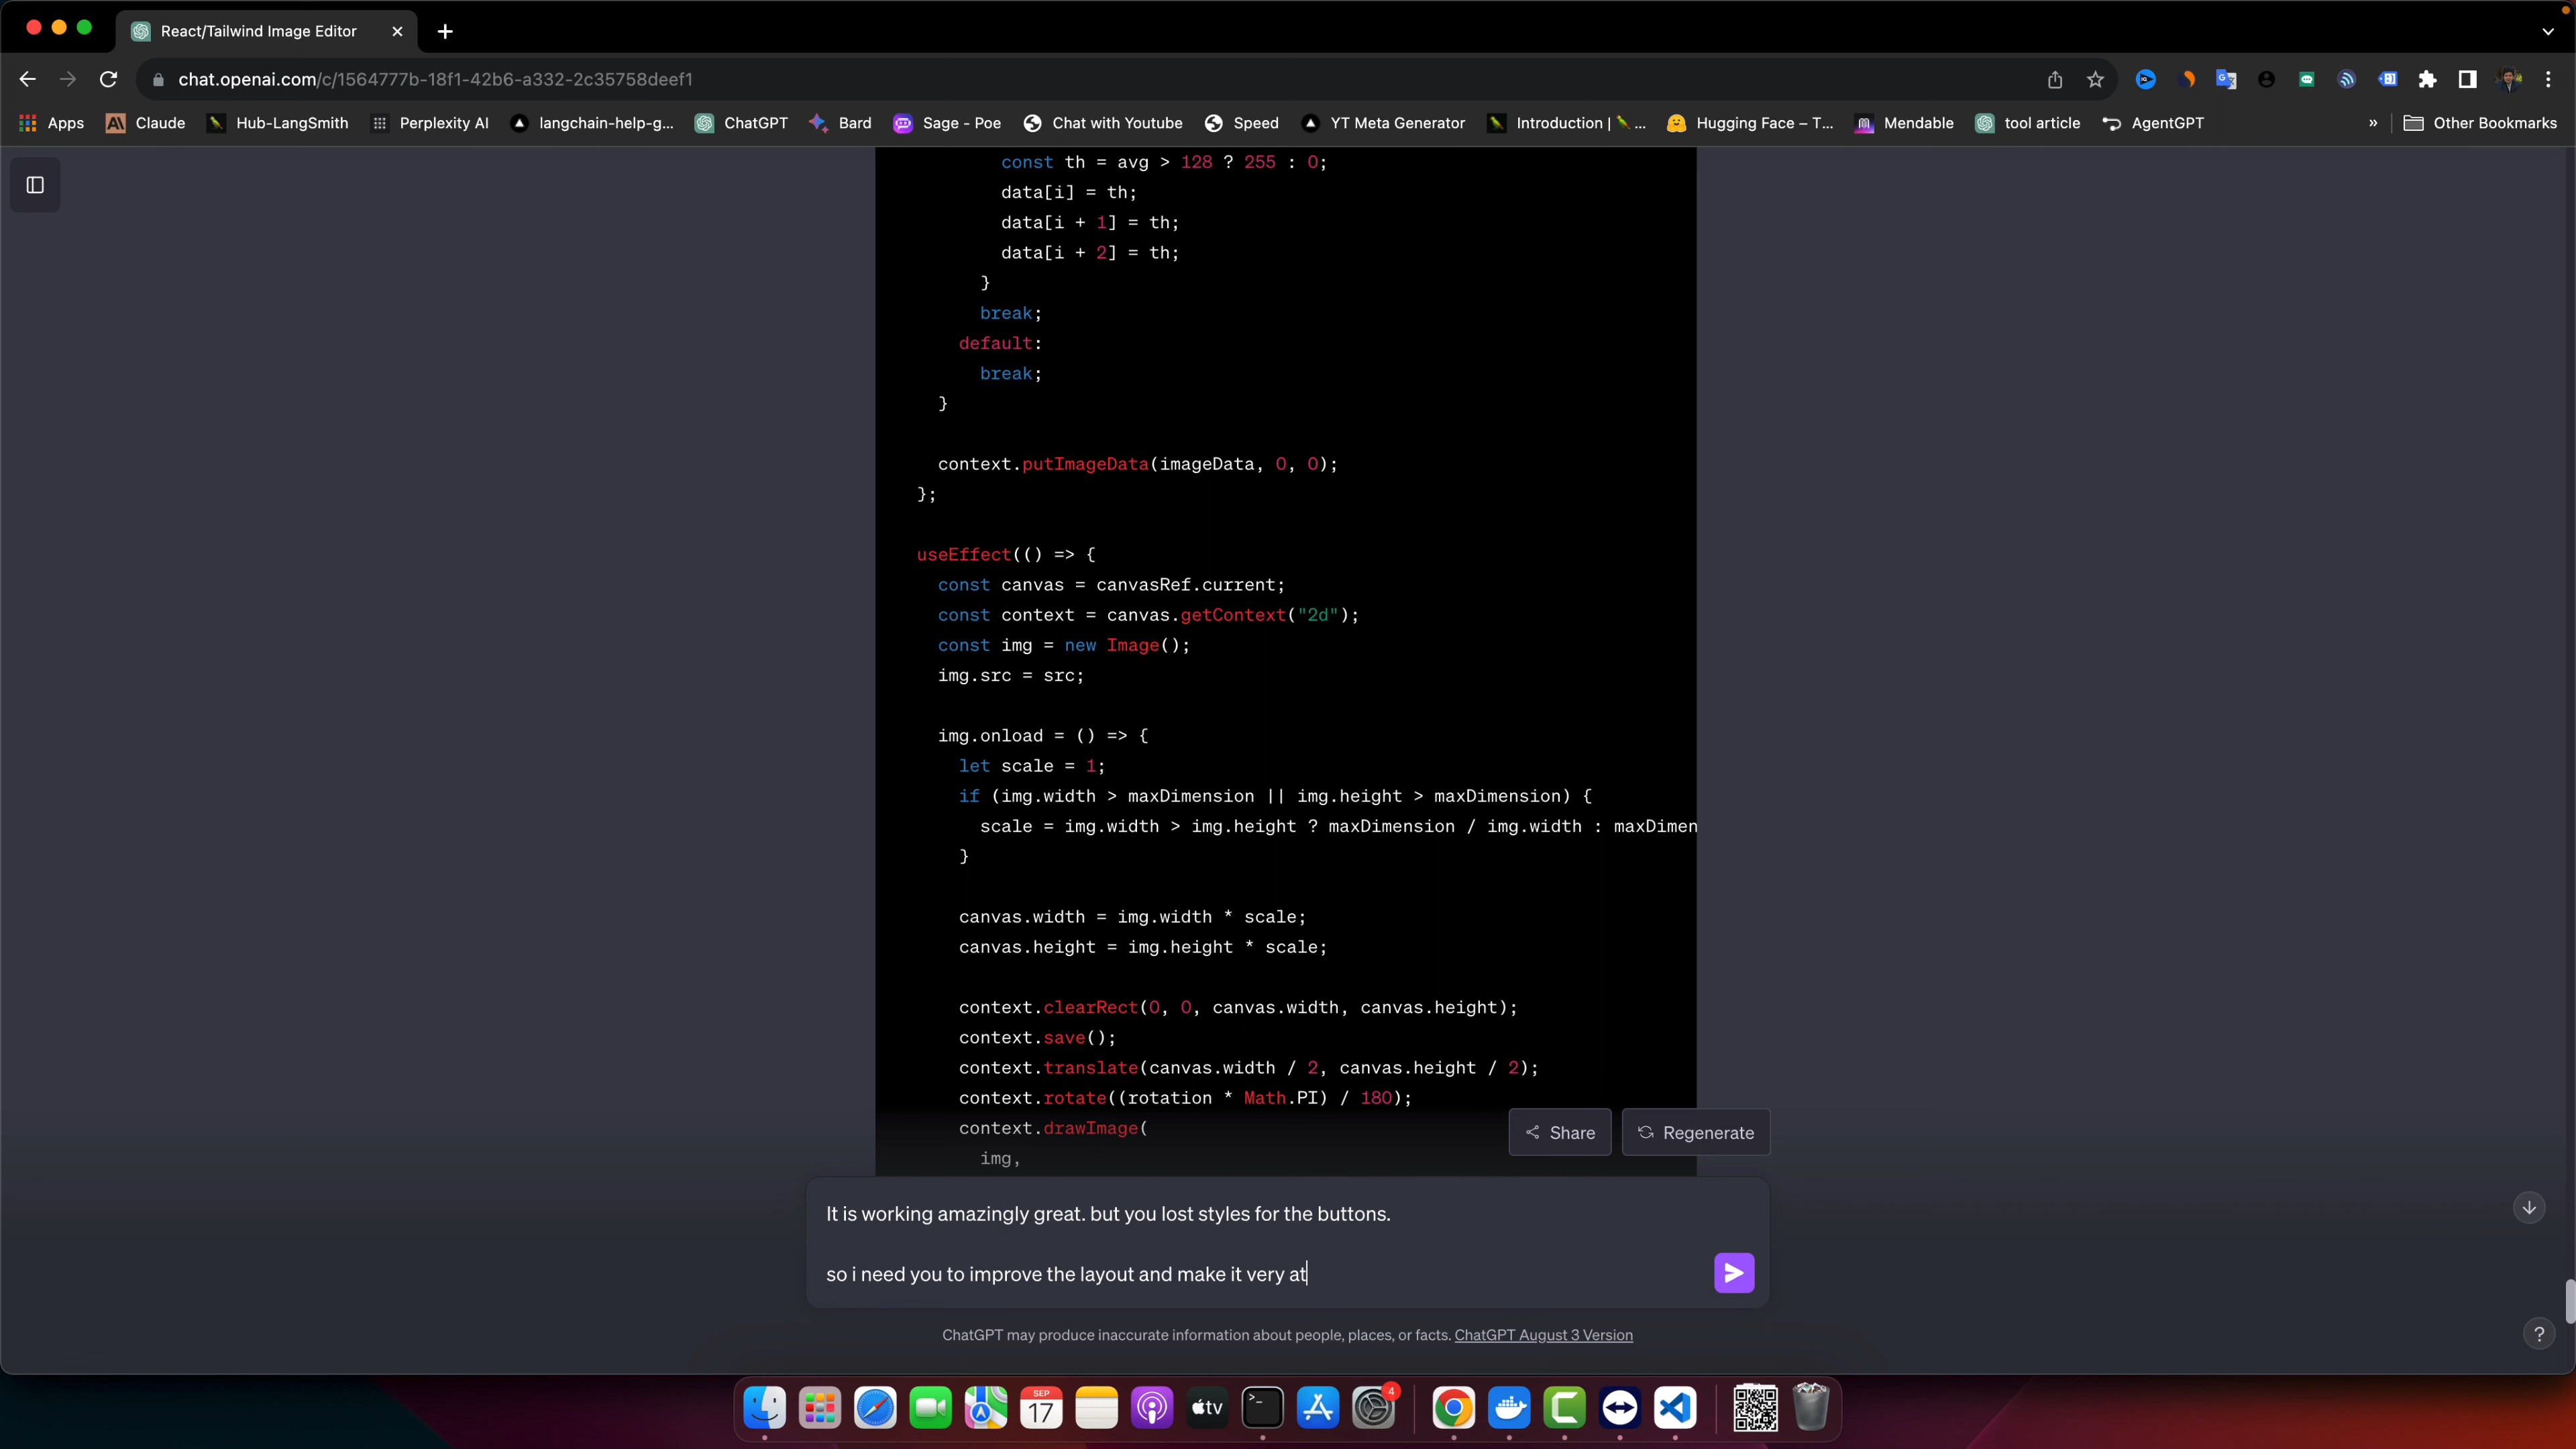 React/Tailwind Image Editor
chat.openai.com/c/1564777b-18f1-42b6-a332-2c35758deef1
Apps Claude Hub-LangSmith Perplexity AI langchain-help-g... ChatGPT Bard Sage - Poe Chat with Youtube Speed YT Meta Generator Introduction | ... Hugging Face – T... Mendable tool article AgentGPT » Other Bookmarks
const th = avg > 128 ? 255 : 0;
data[i] = th;
data[i + 1] = th;
data[i + 2] = th;
}
break;
default:
break;
}
context.putImageData(imageData, 0, 0);
};
useEffect(() => {
const canvas = canvasRef.current;
const context = canvas.getContext("2d");
const img = new Image();
img.src = src;
img.onload = () => {
let scale = 1;
if (img.width > maxDimension || img.height > maxDimension) {
scale = img.width > img.height ? maxDimension / img.width : maxDimen
}
canvas.width = img.width * scale;
canvas.height = img.height * scale;
context.clearRect(0, 0, canvas.width, canvas.height);
context.save();
context.translate(canvas.width / 2, canvas.height / 2);
context.rotate((rotation * Math.PI) / 180);
context.drawImage(
img,
Share Regenerate
It is working amazingly great. but you lost styles for the buttons.
so i need you to improve the layout and make it very at
ChatGPT may produce inaccurate information about people, places, or facts. ChatGPT August 3 Version
?
SEP
17
tv
4